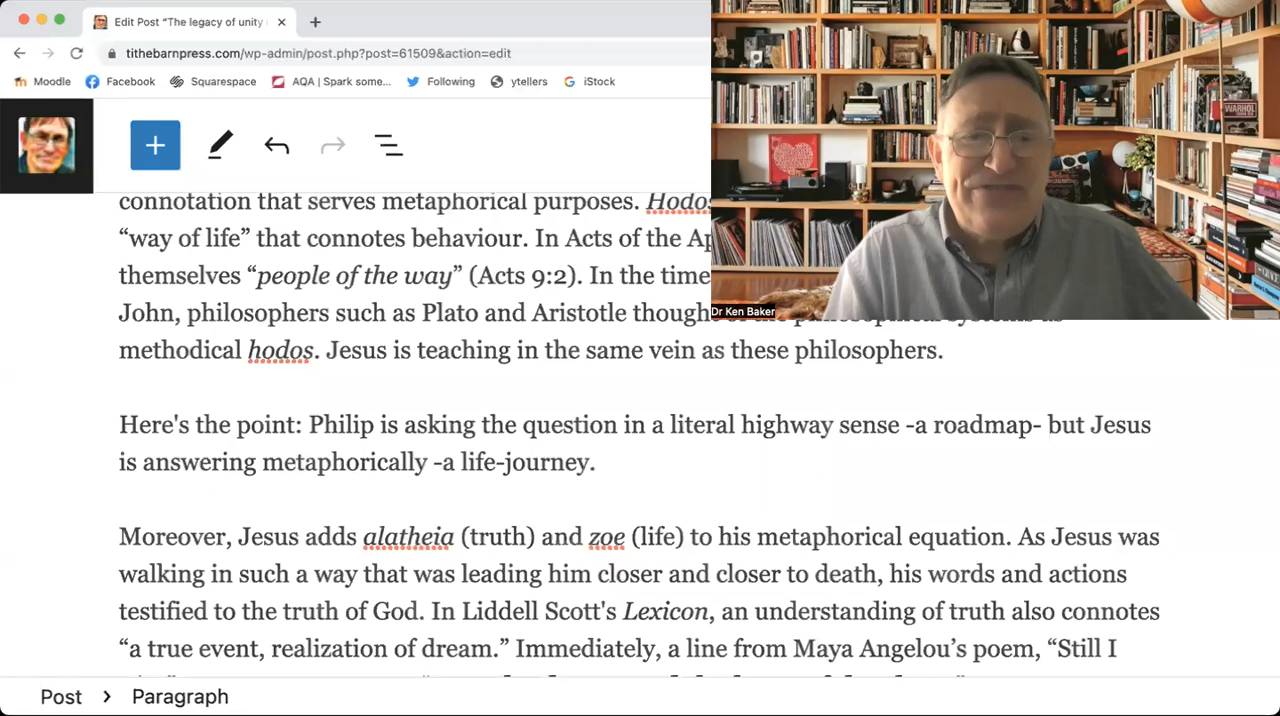 Edit Post “The legacy of unity
tithebarnpress.com/wp-admin/post.php?post=61509&action=edit
Moodle Facebook Squarespace AQA | Spark some... Following ytellers iStock
connotation that serves metaphorical purposes. Hodos
“way of life” that connotes behaviour. In Acts of the Ap
themselves “people of the way” (Acts 9:2). In the time
John, philosophers such as Plato and Aristotle though
methodical hodos. Jesus is teaching in the same vein as these philosophers.
Here's the point: Philip is asking the question in a literal highway sense -a roadmap- but Jesus
is answering metaphorically -a life-journey.
Moreover, Jesus adds alatheia (truth) and zoe (life) to his metaphorical equation. As Jesus was
walking in such a way that was leading him closer and closer to death, his words and actions
testified to the truth of God. In Liddell Scott's Lexicon, an understanding of truth also connotes
“a true event, realization of dream.” Immediately, a line from Maya Angelou’s poem, “Still I
Post Paragraph
Dr Ken Baker
WARHOL